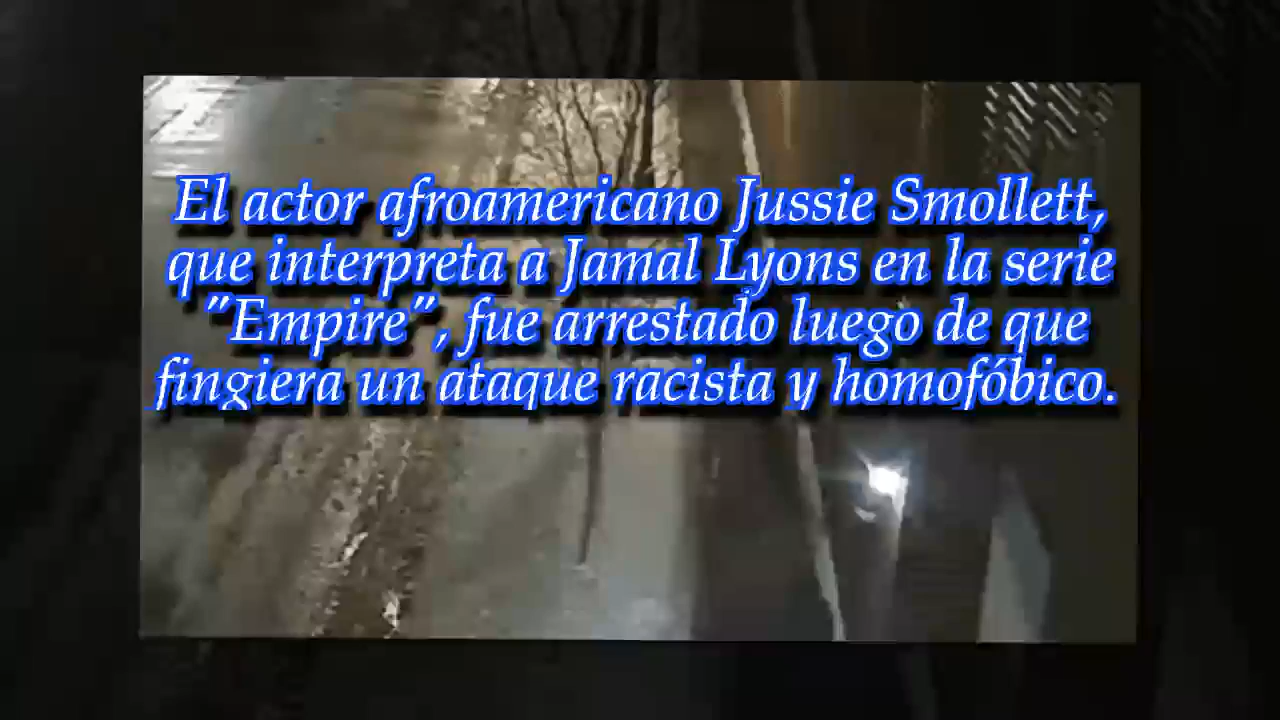 El actor afroamericano Jussie Smollett,
que interpreta a Jamal Lyons en la serie
"Empire", fue arrestado luego de que
fingiera un ataque racista y homofóbico.